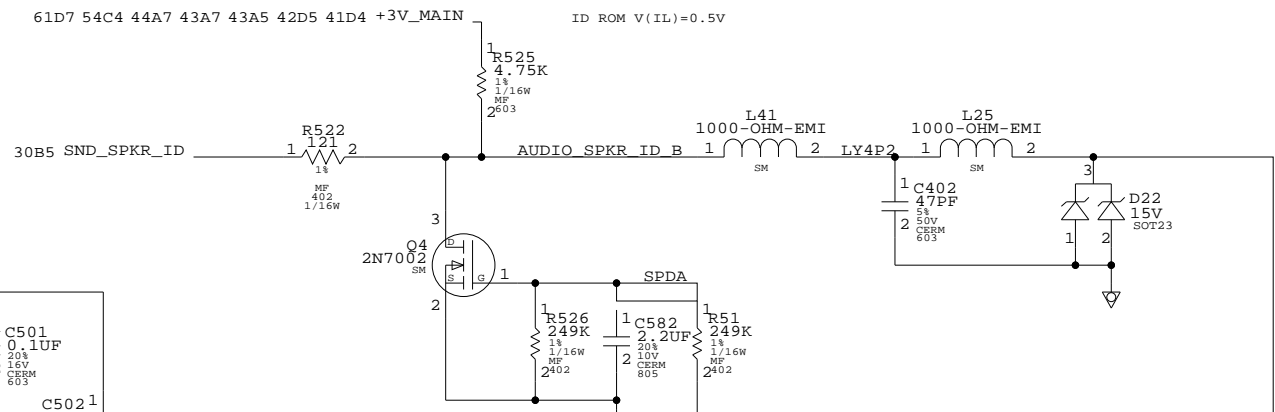 61D7 54C4 44A7 43A7 43A5 42D5 41D4 +3V_MAIN
ID ROM V(IL)=0.5V
1
R525
4.75K
1%
1/16W
MF
603
2
30B5 SND_SPKR_ID
R522
121
1 2
1%
MF
402
1/16W
AUDIO_SPKR_ID_B
L41
1000-OHM-EMI
1 2
SM
LY4P2
L25
1000-OHM-EMI
1 2
SM
1
C402
47PF
5%
50V
CERM
603
2
3
D22
15V
SOT23
1 2
3
Q4
2N7002
SM
D
S G
1
2
SPDA
1
R526
249K
1%
1/16W
MF
402
2
1
C582
2.2UF
20%
10V
CERM
805
2
1
R51
249K
1%
1/16W
MF
402
2
C501
0.1UF
20%
16V
CERM
603
C502 1